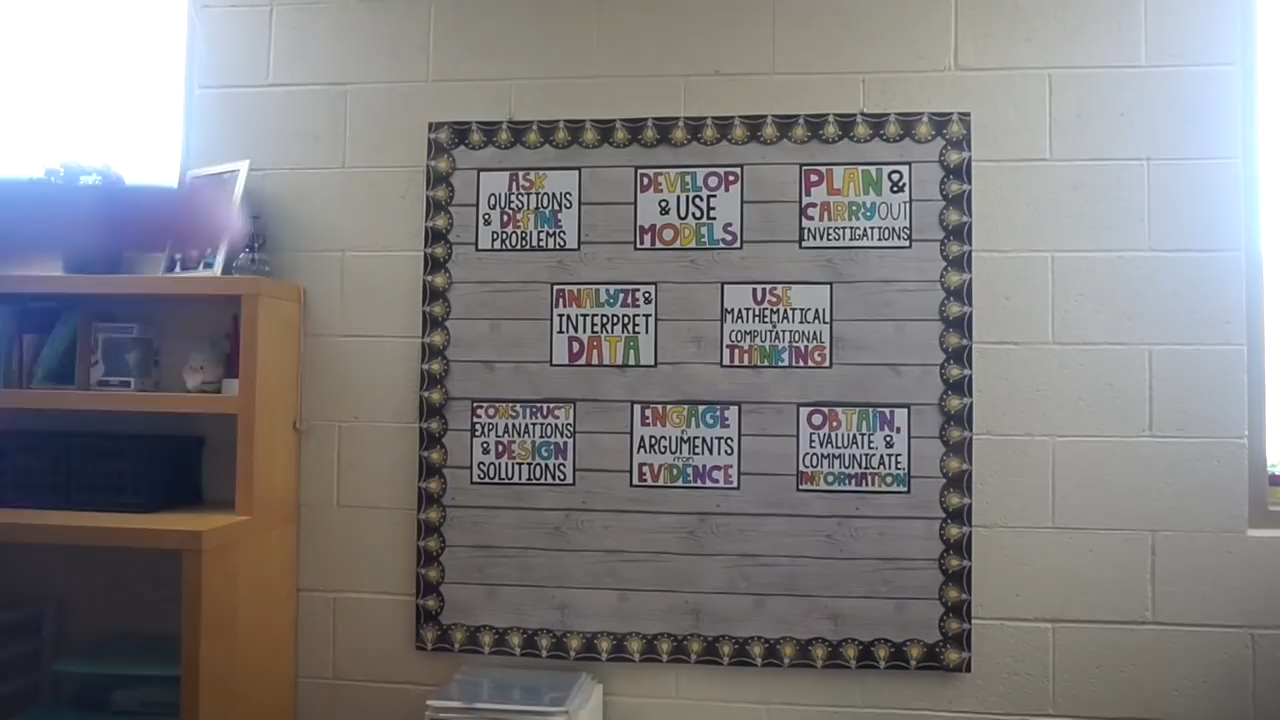 ASK
QUESTIONS
& DEFINE
PROBLEMS
DEVELOP
& USE
MODELS
PLAN &
CARRY OUT
INVESTIGATIONS
ANALYZE &
INTERPRET
DATA
USE
MATHEMATICAL
&
COMPUTATIONAL
THINKING
CONSTRUCT
EXPLANATIONS
& DESIGN
SOLUTIONS
ENGAGE
in
ARGUMENTS
from
EVIDENCE
OBTAIN,
EVALUATE, &
COMMUNICATE,
INFORMATION